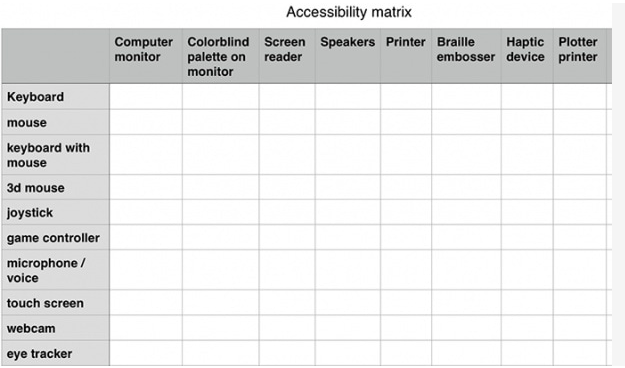 Accessibility matrix
Computer monitor
Colorblind palette on monitor
Screen reader
Speakers
Printer
Braille embosser
Haptic device
Plotter printer
Keyboard
mouse
keyboard with
mouse
3d mouse
joystick
game controller
microphone /
voice
touch screen
webcam
eye tracker